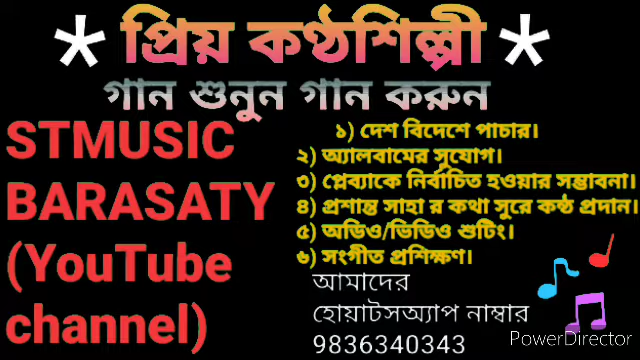 * প্রিয় কণ্ঠশিল্পী *
গান শুনুন গান করুন
STMUSIC
BARASATY
(YouTube
channel)
১) দেশ বিদেশে পাচার।
২) অ্যালবামের সুযোগ।
৩) প্লেব্যাকে নির্বাচিত হওয়ার সম্ভাবনা।
৪) প্রশান্ত সাহা র কথা সুরে কন্ঠ প্রদান।
৫) অডিও/ভিডিও শুটিং।
৬) সংগীত প্রশিক্ষণ।
আমাদের
হোয়াটসঅ্যাপ নাম্বার
9836340343
PowerDirector